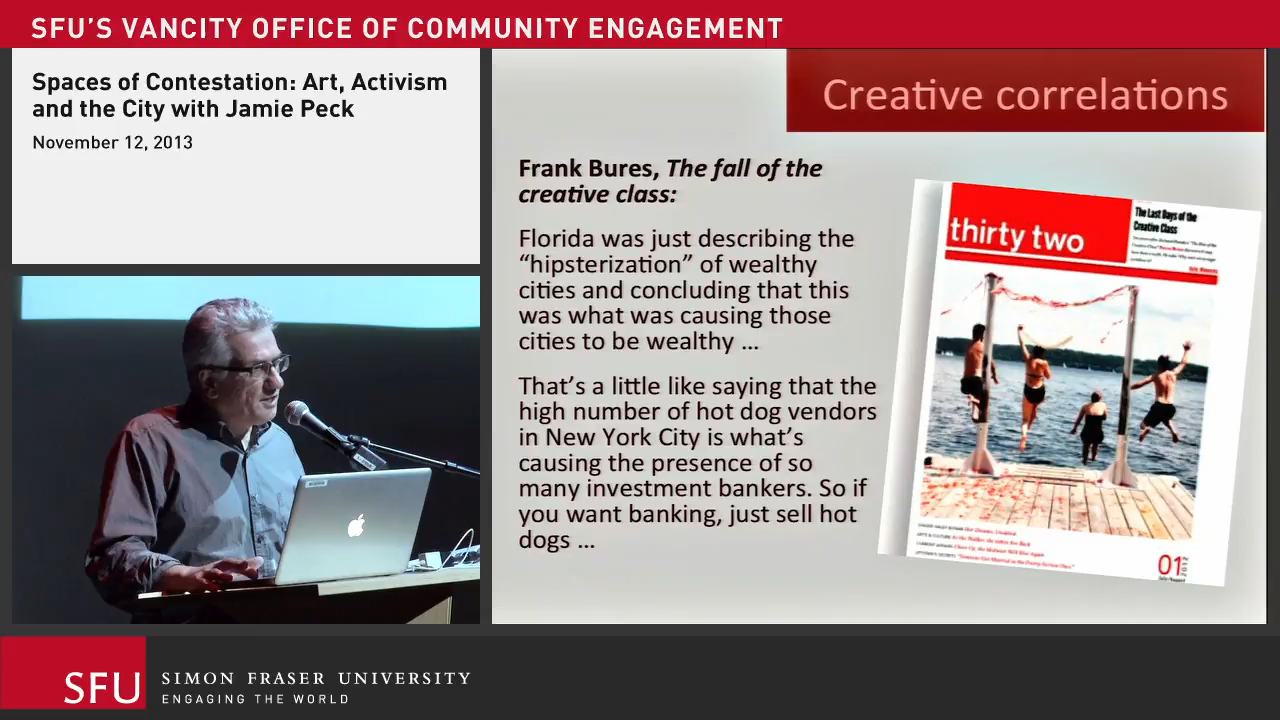 SFU'S VANCITY OFFICE OF COMMUNITY ENGAGEMENT
Spaces of Contestation: Art, Activism
and the City with Jamie Peck
November 12, 2013
Creative correlations
Frank Bures, The fall of the
creative class:
Florida was just describing the
“hipsterization” of wealthy
cities and concluding that this
was what was causing those
cities to be wealthy ...
That’s a little like saying that the
high number of hot dog vendors
in New York City is what’s
causing the presence of so
many investment bankers. So if
you want banking, just sell hot
dogs ...
thirty two
The Last Days of the
Creative Class
01
SFU
SIMON FRASER UNIVERSITY
ENGAGING THE WORLD